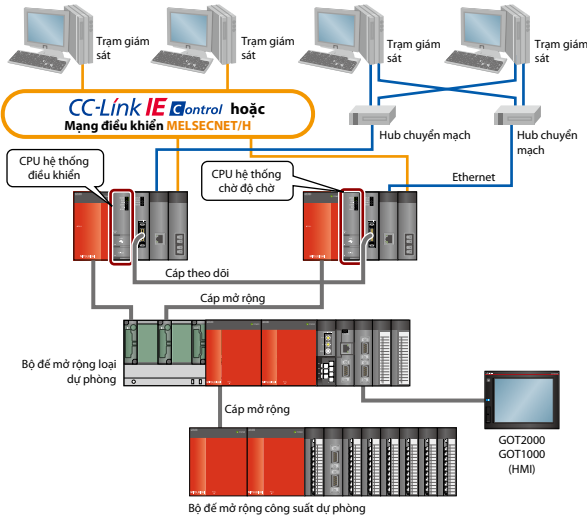 Trạm giám
sát
Trạm giám
sát
Trạm giám
sát
Trạm giám
sát
CC-Link IE Control hoặc
Mạng điều khiển MELSECNET/H
Hub chuyển mạch
Hub chuyển
mạch
CPU hệ thống
điều khiển
CPU hệ thống
chờ độ chờ
Ethernet
Cáp theo dõi
Cáp mở rộng
Bộ đế mở rộng loại
dự phòng
Cáp mở rộng
GOT2000
GOT1000
(HMI)
Bộ đế mở rộng công suất dự phòng